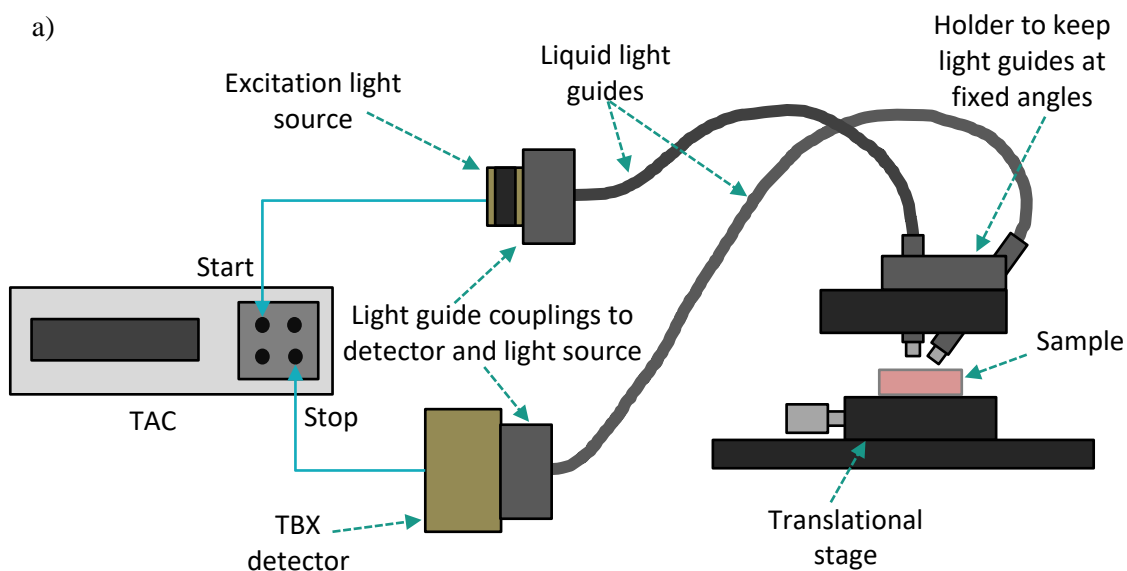 a)
Excitation light
source
Liquid light
guides
Holder to keep
light guides at
fixed angles
Start
Light guide couplings to
detector and light source
Sample
TAC
Stop
TBX
detector
Translational
stage